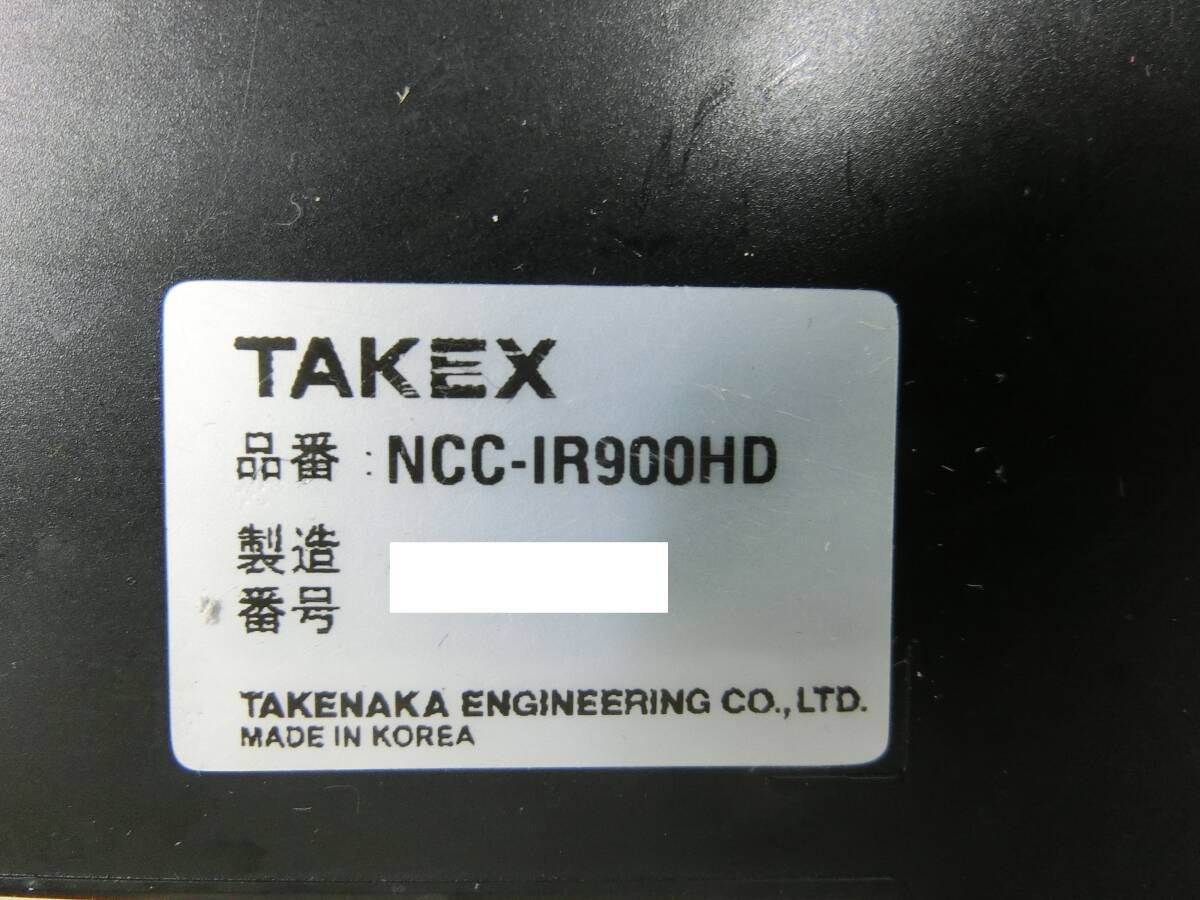 TAKEX
品番 : NCC-IR900HD
製造
番号
TAKENAKA ENGINEERING CO., LTD.
MADE IN KOREA